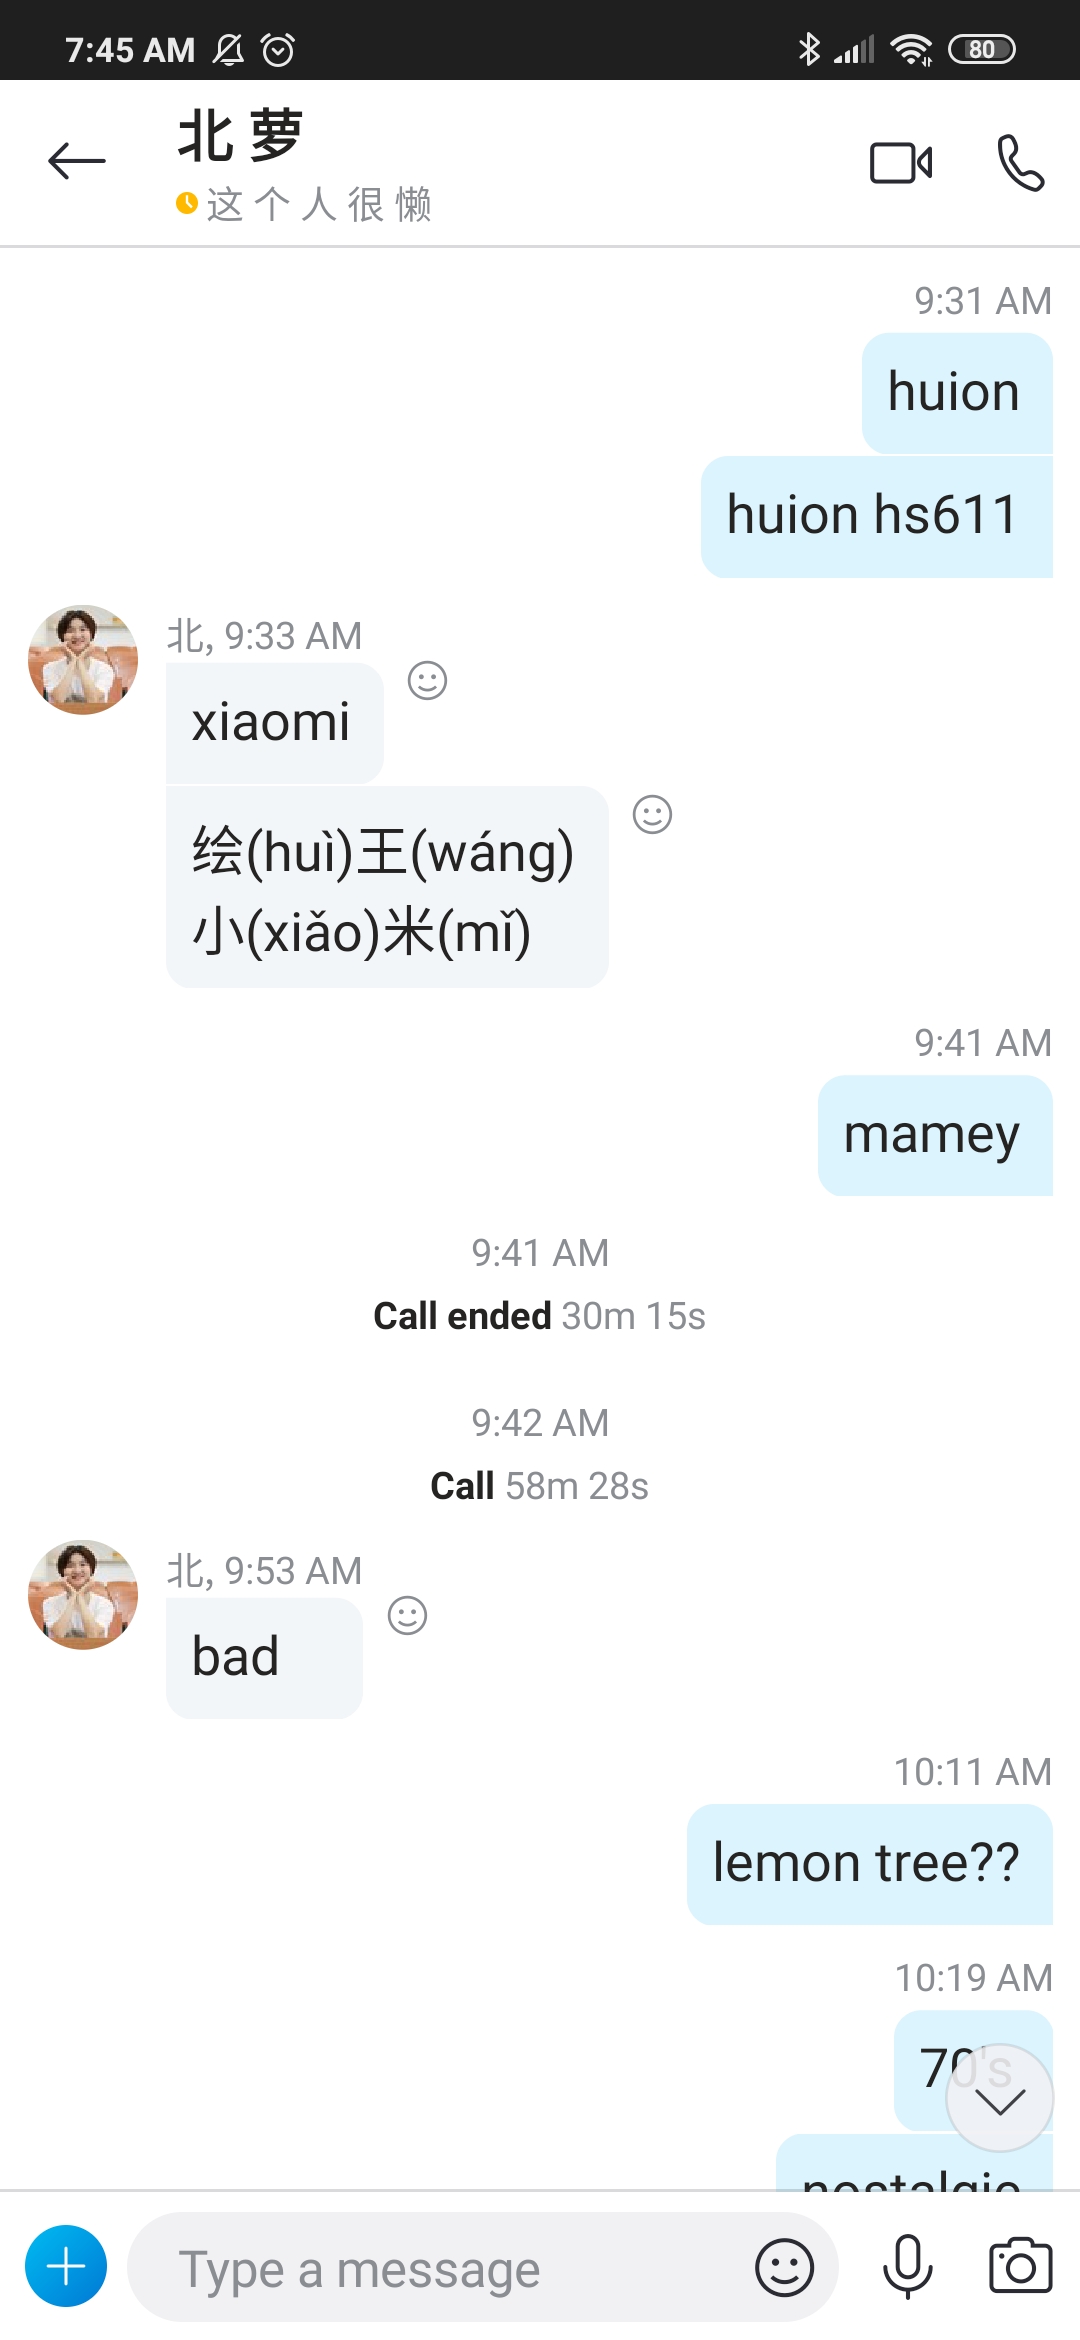 7:45 AM
80
北 萝
这 个 人 很 懒
9:31 AM
huion
huion hs611
北, 9:33 AM
xiaomi
绘(huì)王(wáng)
小(xiǎo)米(mǐ)
9:41 AM
mamey
9:41 AM
Call ended 30m 15s
9:42 AM
Call 58m 28s
北, 9:53 AM
bad
10:11 AM
lemon tree??
10:19 AM
70's
nostalgic
Type a message